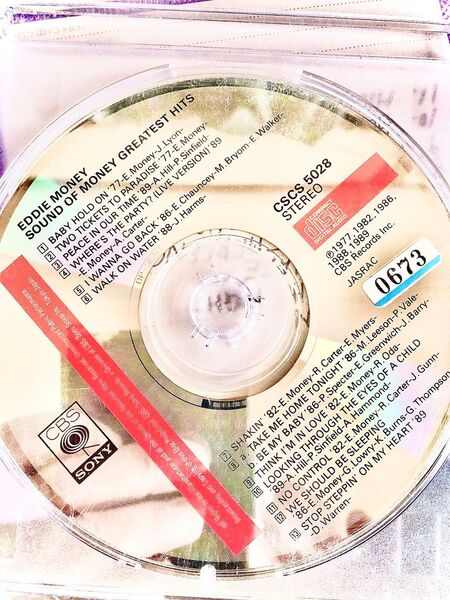 EDDIE MONEY
SOUND OF MONEY GREATEST HITS
1 BABY HOLD ON '77-E. Money-J. Lyon-
2 TWO TICKETS TO PARADISE '77-E. Money-
3 PEACE IN OUR TIME '89-A. Hill-P. Sinfield-
4 WHERE'S THE PARTY? (LIVE VERSION) '89
-E. Money-A. Carter-
5 WANNA GO BACK '86-E. Chauncey-M. Bryom-E. Walker-
6 WALK ON WATER '88-J. Harms-
CSCS 5028
STEREO
COMPACT
disc
DIGITAL AUDIO
℗ 1977, 1982, 1986,
1988, 1989
CBS Records Inc.
JASRAC
0673
CBS
SONY
7 SHAKIN' '82-E. Money-R. Carter-E. Myers-
8 a. TAKE ME HOME TONIGHT '86-M. Leeson-P. Vale-
b. BE MY BABY '86-P. Specter-E. Greenwich-J. Barry-
9 THINK I'M IN LOVE '82-E. Money-R. Oda-
10 LOOKING THROUGH THE EYES OF A CHILD
'89-A. Hill-P. Sinfield-A. Hammond-
11 NO CONTROL '82-E. Money-R. Carter-J. Gunn-
12 WE SHOULD BE SLEEPING
'86-E. Money-G. Lowry-K. Burns-G. Thompson
13 STOP STEPPIN' ON MY HEART '89
-D. Warren-